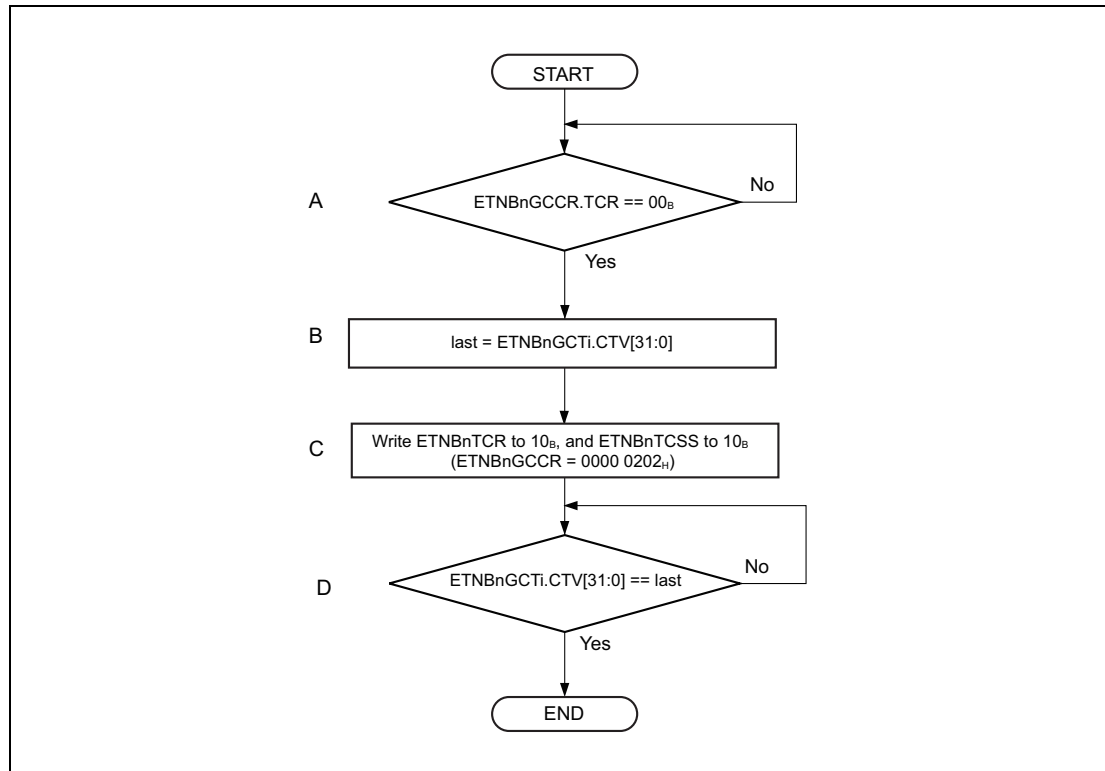 START
A
ETNBnGCCR.TCR == 00B
No
Yes
B
last = ETNBnGCTi.CTV[31:0]
C
Write ETNBnTCR to 10B, and ETNBnTCSS to 10B
(ETNBnGCCR = 0000 0202H)
D
ETNBnGCTi.CTV[31:0] == last
No
Yes
END